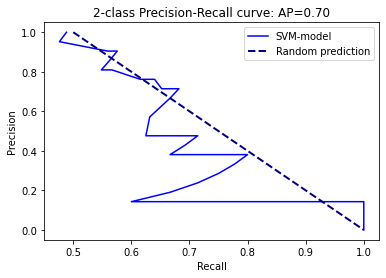 2-class Precision-Recall curve: AP=0.70
SVM-model
Random prediction
Precision
1.0
0.8
0.6
0.4
0.2
0.0
0.5 0.6 0.7 0.8 0.9 1.0
Recall